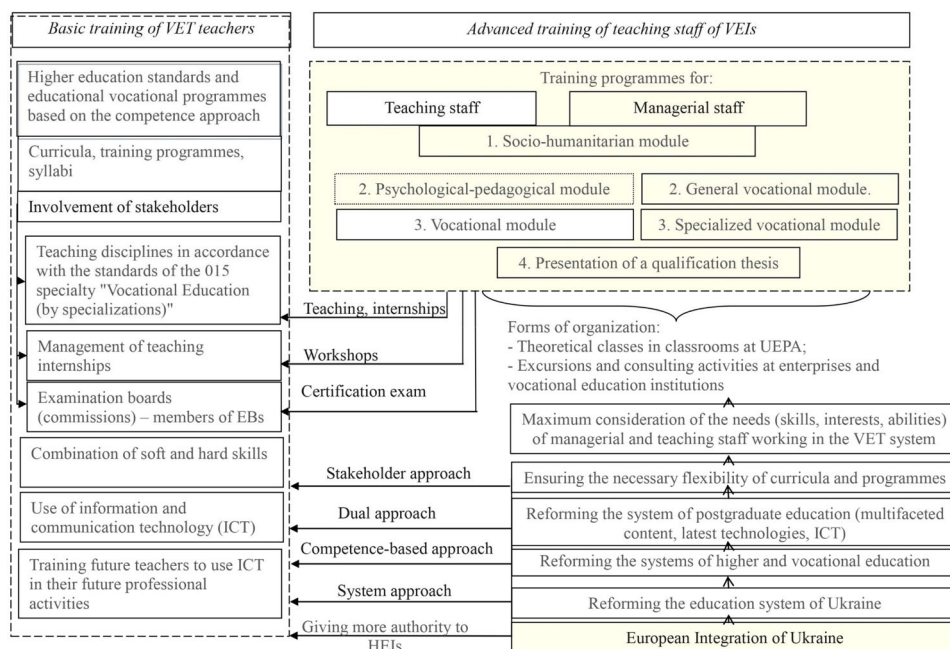 Basic training of VET teachers
Higher education standards and
educational vocational programmes
based on the competence approach
Curricula, training programmes,
syllabi
Involvement of stakeholders
Teaching disciplines in accordance
with the standards of the 015
specialty "Vocational Education
(by specializations)"
Management of teaching
internships
Examination boards
(commissions) – members of EBs
Combination of soft and hard skills
Use of information and
communication technology (ICT)
Training future teachers to use ICT
in their future professional
activities
Advanced training of teaching staff of VEIs
Training programmes for:
Teaching staff
Managerial staff
1. Socio-humanitarian module
2. Psychological-pedagogical module
2. General vocational module.
3. Vocational module
3. Specialized vocational module
4. Presentation of a qualification thesis
Teaching, internships
Workshops
Certification exam
Forms of organization:
- Theoretical classes in classrooms at UEPA;
- Excursions and consulting activities at enterprises and
vocational education institutions
Maximum consideration of the needs (skills, interests, abilities)
of managerial and teaching staff working in the VET system
Stakeholder approach
Ensuring the necessary flexibility of curricula and programmes
Dual approach
Reforming the system of postgraduate education (multifaceted
content, latest technologies, ICT)
Competence-based approach
Reforming the systems of higher and vocational education
System approach
Reforming the education system of Ukraine
Giving more authority to
HEIs
European Integration of Ukraine